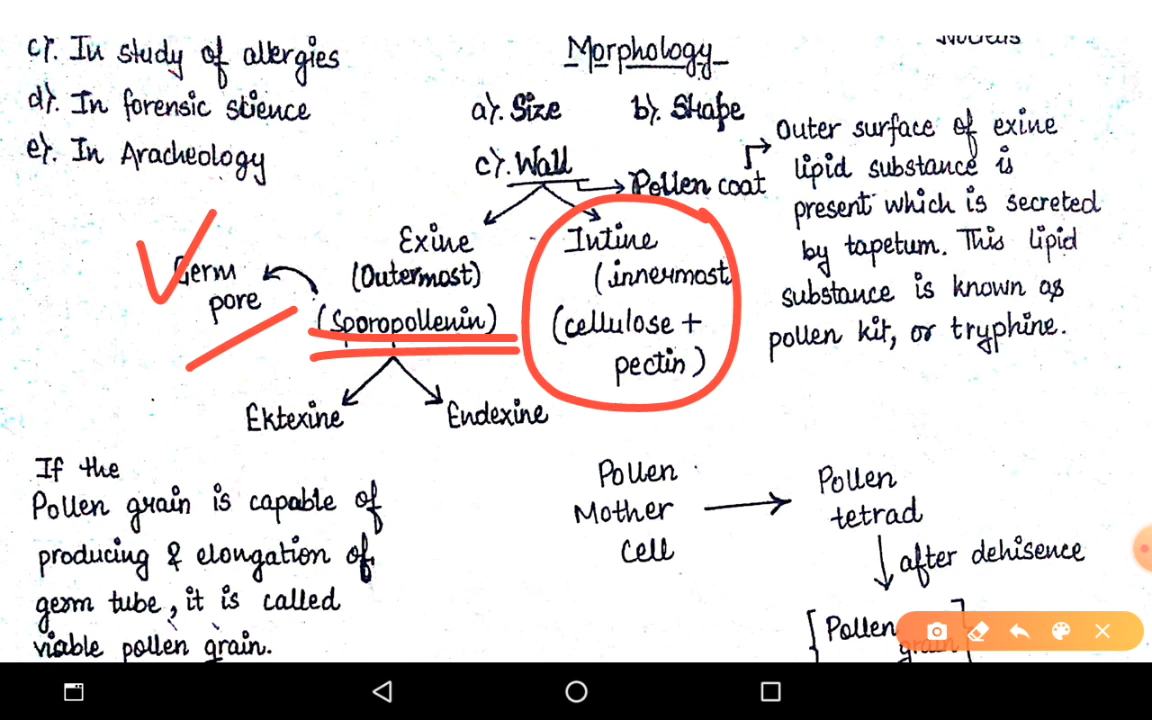 c). In study of allergies
d). In forensic science
e). In Aracheology
Morphology
a). Size
b). Shape
c). Wall
Pollen coat
Outer surface of exine
lipid substance is
present which is secreted
by tapetum. This lipid
substance is known as
pollen kit, or tryphine.
Nucleus
Exine
(Outermost)
(Sporopollenin)
Germ
pore
Intine
(innermost
(cellulose +
pectin)
Ektexine
Endexine
If the
Pollen grain is capable of
producing & elongation of
germ tube, it is called
viable pollen grain.
Pollen
Mother
cell
Pollen
tetrad
after dehisence
Pollen
grain